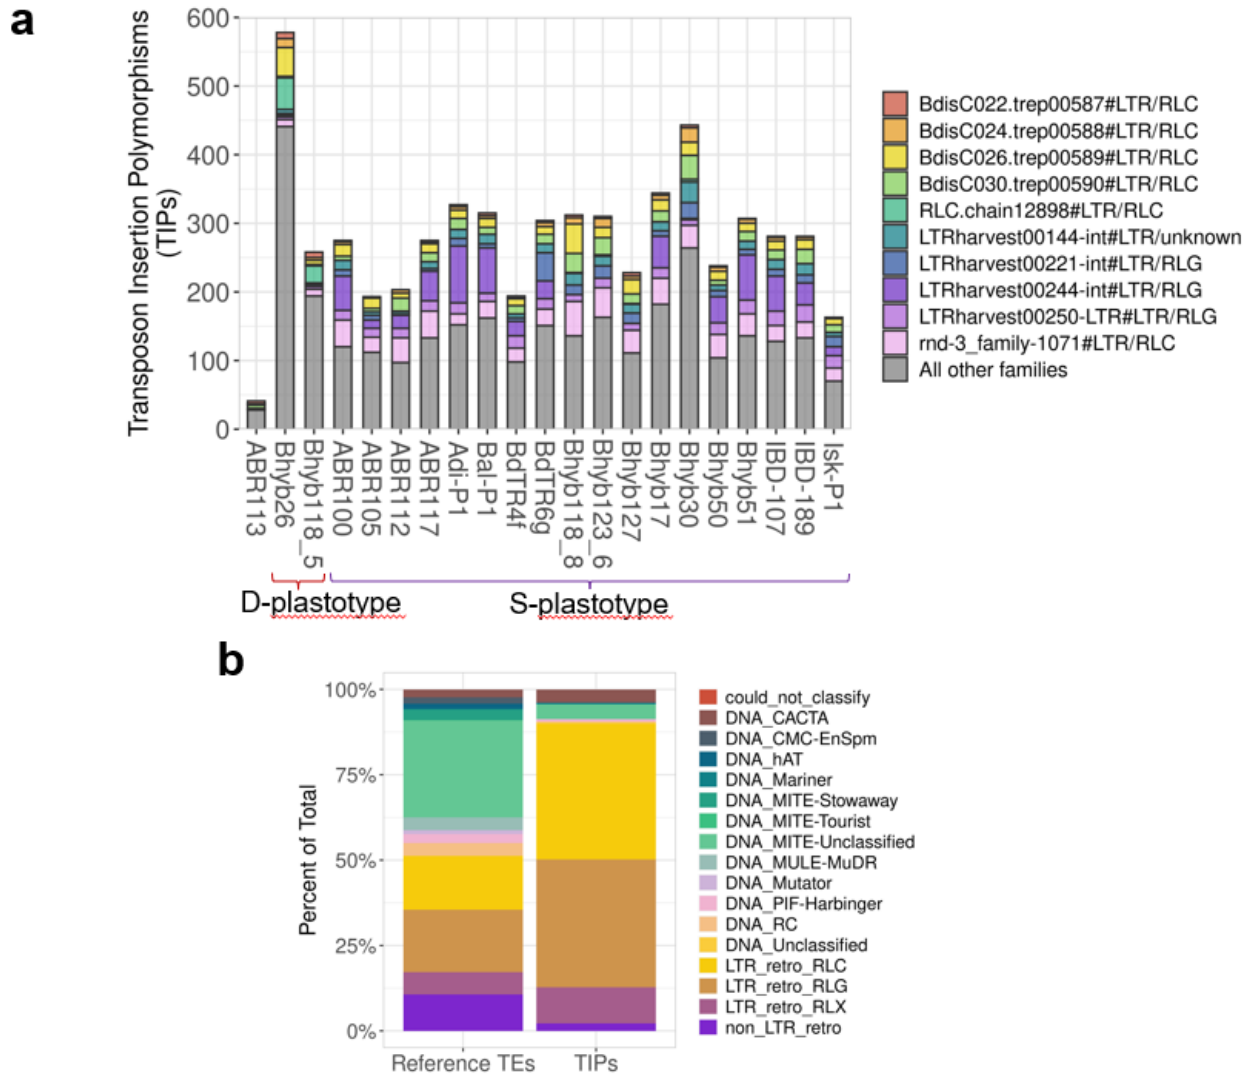 a
Transposon Insertion Polymorphisms
(TIPs)
600
500
400
300
200
100
0
ABR113
Bhyb26
Bhyb118_5
ABR100
ABR105
ABR112
ABR117
Adi-P1
Bal-P1
BdTR4f
BdTR6g
Bhyb118_8
Bhyb123_6
Bhyb127
Bhyb17
Bhyb30
Bhyb50
Bhyb51
IBD-107
IBD-189
Isk-P1
D-plastotype
S-plastotype
BdisC022.trep00587#LTR/RLC
BdisC024.trep00588#LTR/RLC
BdisC026.trep00589#LTR/RLC
BdisC030.trep00590#LTR/RLC
RLC.chain12898#LTR/RLC
LTRharvest00144-int#LTR/unknown
LTRharvest00221-int#LTR/RLG
LTRharvest00244-int#LTR/RLG
LTRharvest00250-LTR#LTR/RLG
rnd-3_family-1071#LTR/RLC
All other families
b
Percent of Total
100%
75%
50%
25%
0%
Reference TEs
TIPs
could_not_classify
DNA_CACTA
DNA_CMC-EnSpm
DNA_hAT
DNA_Mariner
DNA_MITE-Stowaway
DNA_MITE-Tourist
DNA_MITE-Unclassified
DNA_MULE-MuDR
DNA_Mutator
DNA_PIF-Harbinger
DNA_RC
DNA_Unclassified
LTR_retro_RLC
LTR_retro_RLG
LTR_retro_RLX
non_LTR_retro